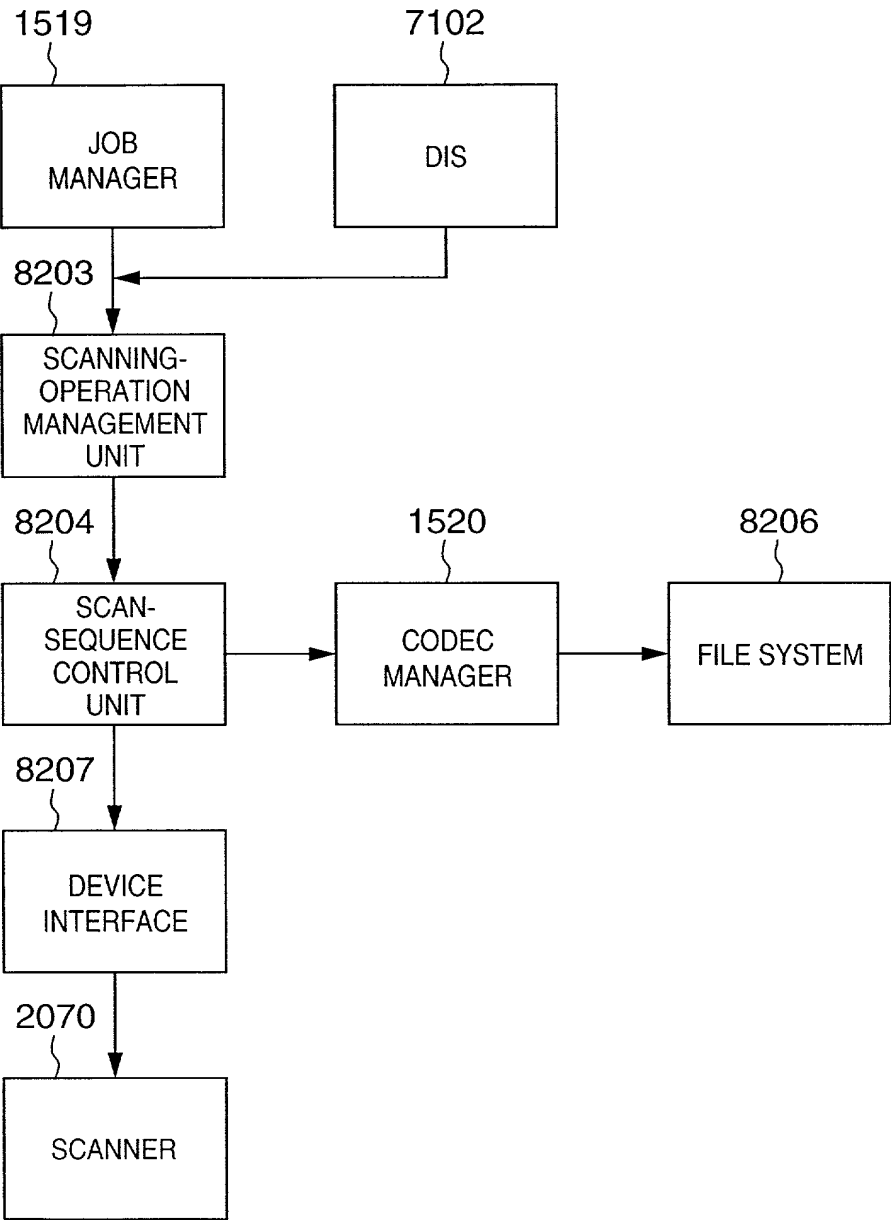 1519
7102
JOB
MANAGER
DIS
8203
SCANNING-
OPERATION
MANAGEMENT
UNIT
8204
1520
8206
SCAN-
SEQUENCE
CONTROL
UNIT
CODEC
MANAGER
FILE SYSTEM
8207
DEVICE
INTERFACE
2070
SCANNER